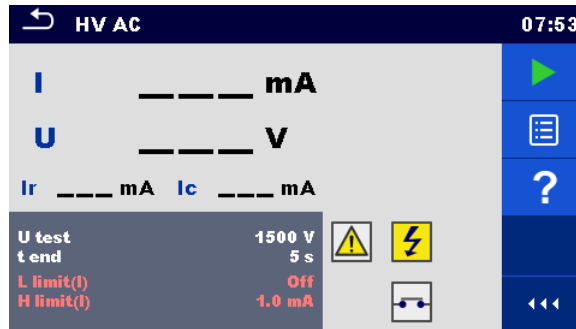 HV AC 07:53
I ___ mA
U ___ V
Ir ___ mA Ic ___ mA
U test 1500 V
t end 5 s
L limit(I) Off
H limit(I) 1.0 mA
?